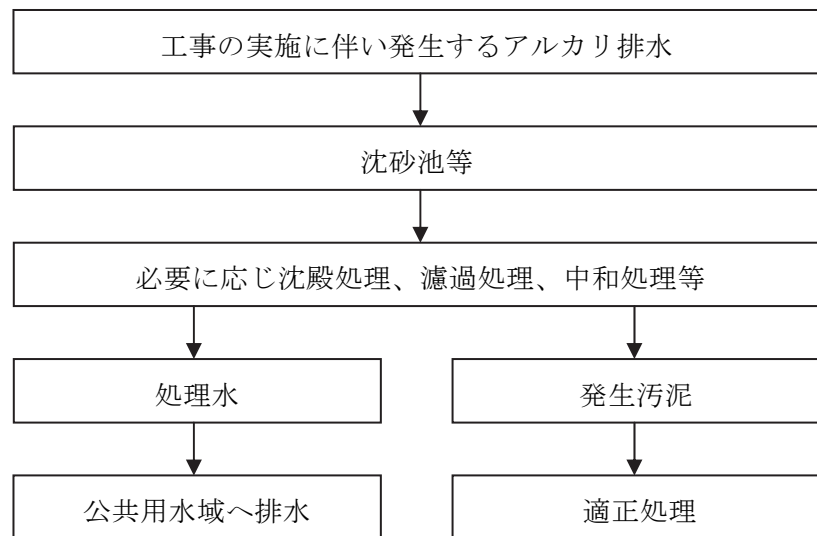 工事の実施に伴い発生するアルカリ排水
沈砂池等
必要に応じ沈殿処理、濾過処理、中和処理等
処理水
発生汚泥
公共用水域へ排水
適正処理